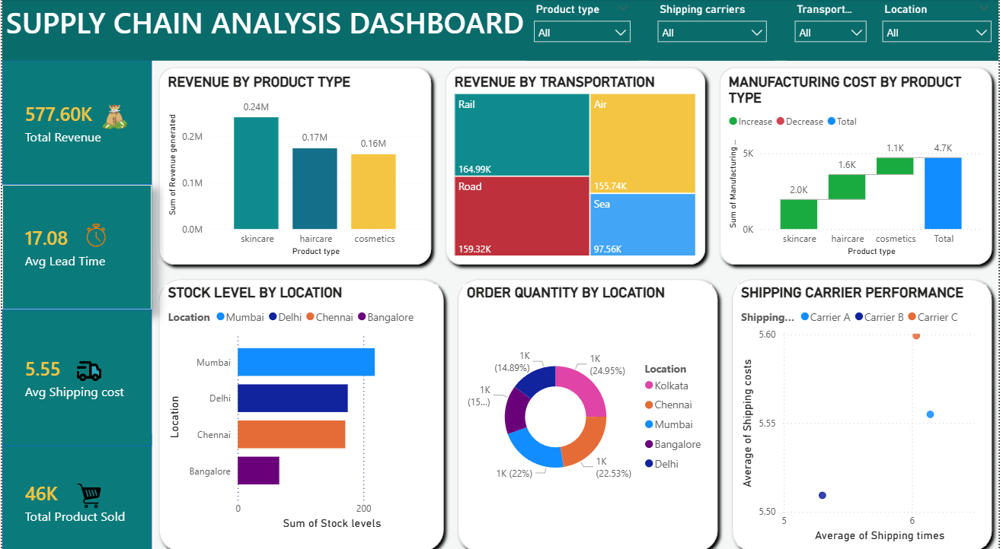 SUPPLY CHAIN ANALYSIS DASHBOARD
Product type
All
Shipping carriers
All
Transport...
All
Location
All
577.60K
Total Revenue
17.08
Avg Lead Time
5.55
Avg Shipping cost
46K
Total Product Sold
REVENUE BY PRODUCT TYPE
Sum of Revenue generated
0.2M
0.1M
0.0M
0.24M
0.17M
0.16M
skincare
haircare
cosmetics
Product type
REVENUE BY TRANSPORTATION
Rail
164.99K
Road
159.32K
Air
155.74K
Sea
97.56K
MANUFACTURING COST BY PRODUCT
TYPE
Increase Decrease Total
Sum of Manufacturing ...
5K
0K
2.0K
1.6K
1.1K
4.7K
skincare
haircare
cosmetics
Total
Product type
STOCK LEVEL BY LOCATION
Location Mumbai Delhi Chennai Bangalore
Location
Mumbai
Delhi
Chennai
Bangalore
0
200
Sum of Stock levels
ORDER QUANTITY BY LOCATION
1K
(24.95%)
1K
(22.53%)
1K (22%)
1K
(15...)
1K
(14.89%)
Location
Kolkata
Chennai
Mumbai
Bangalore
Delhi
SHIPPING CARRIER PERFORMANCE
Shipping... Carrier A Carrier B Carrier C
Average of Shipping costs
5.60
5.55
5.50
5
6
Average of Shipping times